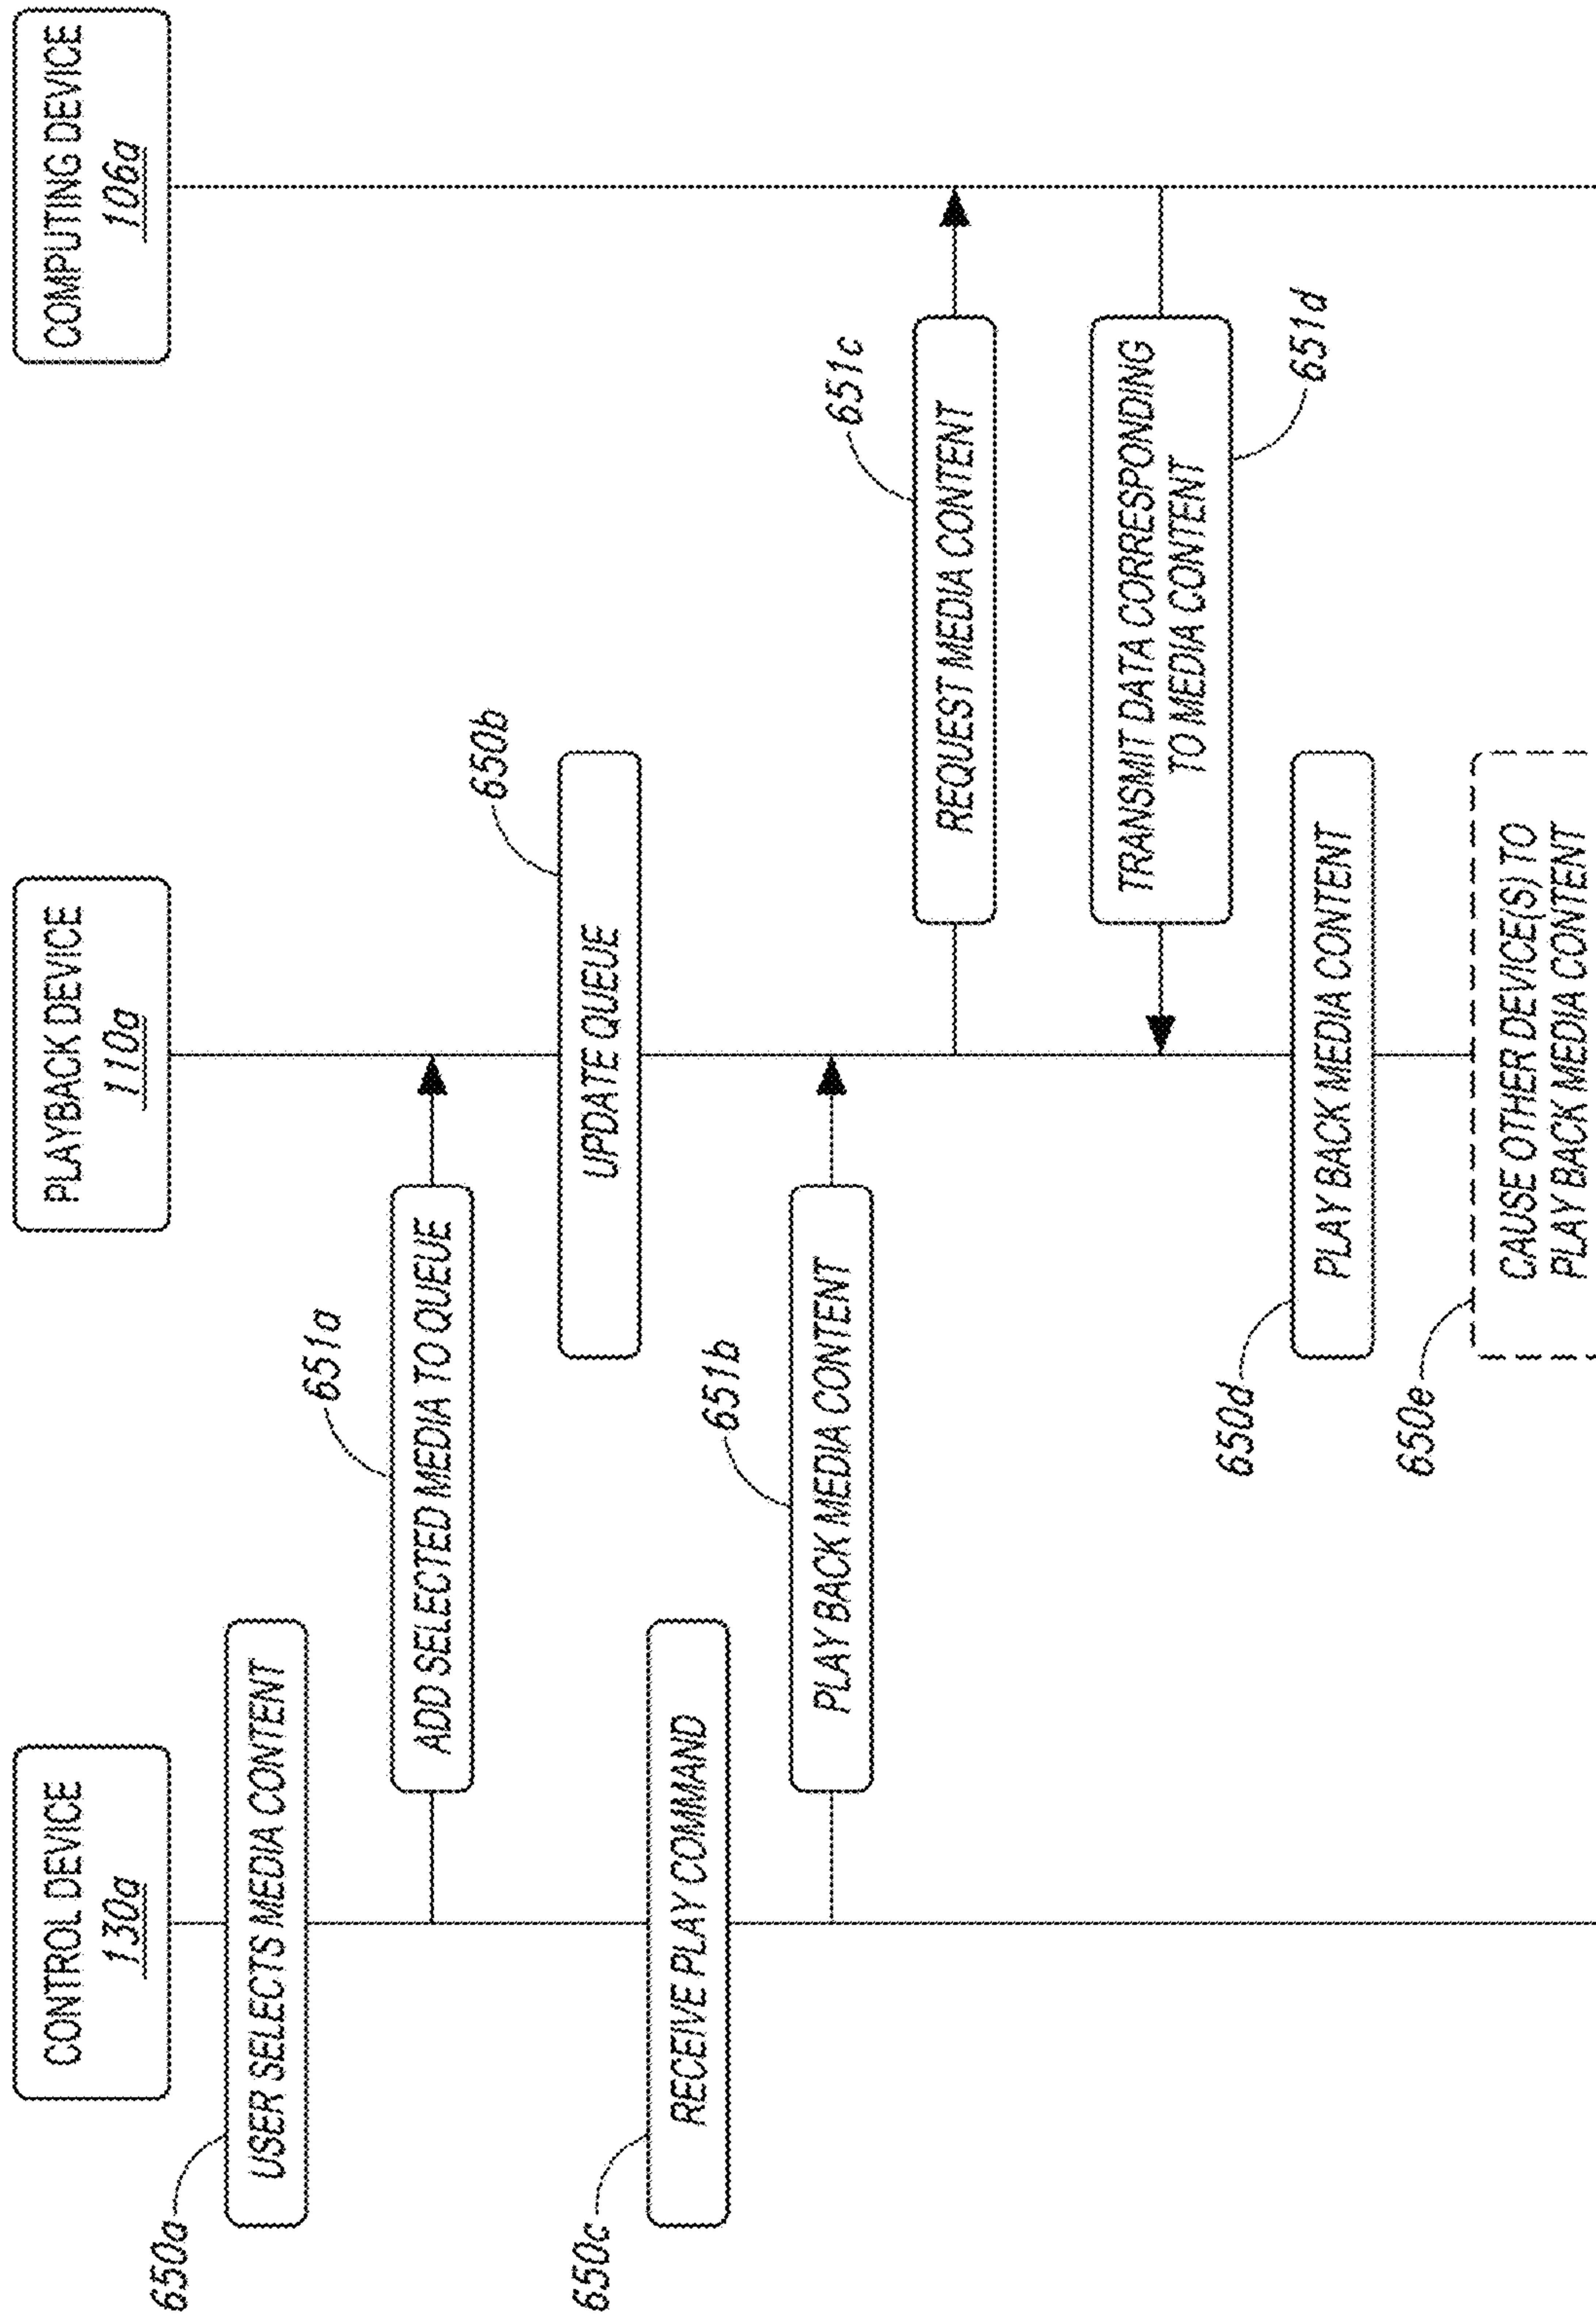 CONTROL DEVICE
130a
PLAYBACK DEVICE
110a
COMPUTING DEVICE
106a
650a
USER SELECTS MEDIA CONTENT
651a
ADD SELECTED MEDIA TO QUEUE
650b
UPDATE QUEUE
650c
RECEIVE PLAY COMMAND
651b
PLAY BACK MEDIA CONTENT
651c
REQUEST MEDIA CONTENT
TRANSMIT DATA CORRESPONDING
TO MEDIA CONTENT
651d
650d
PLAY BACK MEDIA CONTENT
650e
CAUSE OTHER DEVICE(S) TO
PLAY BACK MEDIA CONTENT